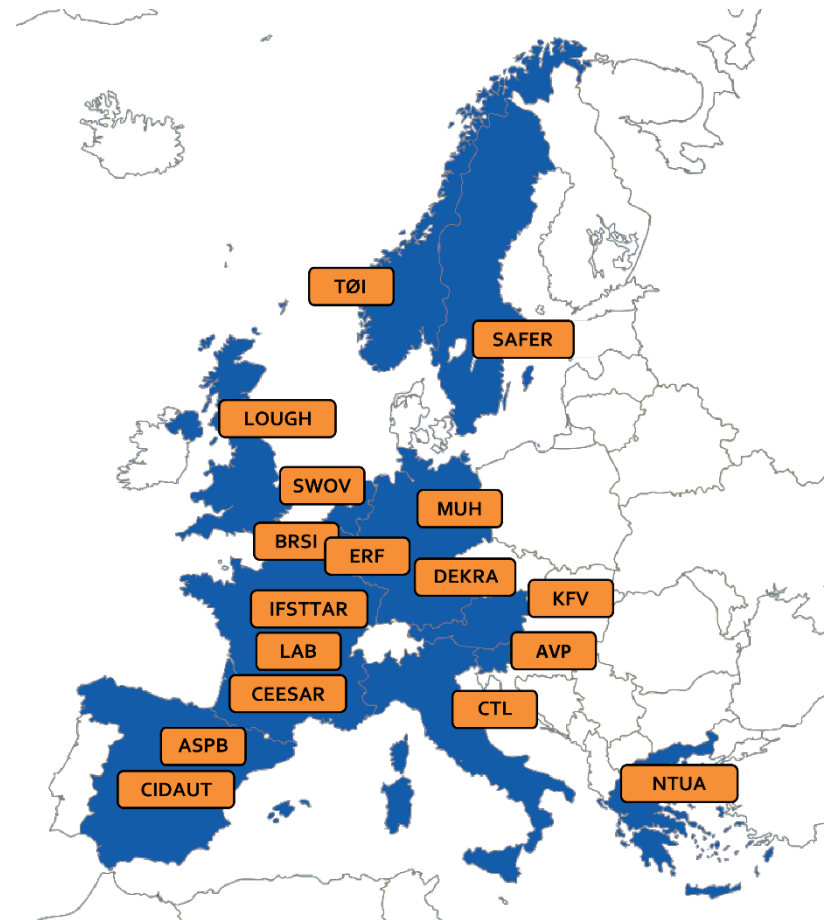 TØI
SAFER
LOUGH
SWOV
MUH
BRSI
ERF
DEKRA
KFV
IFSTTAR
LAB
AVP
CEESAR
CTL
ASPB
NTUA
CIDAUT